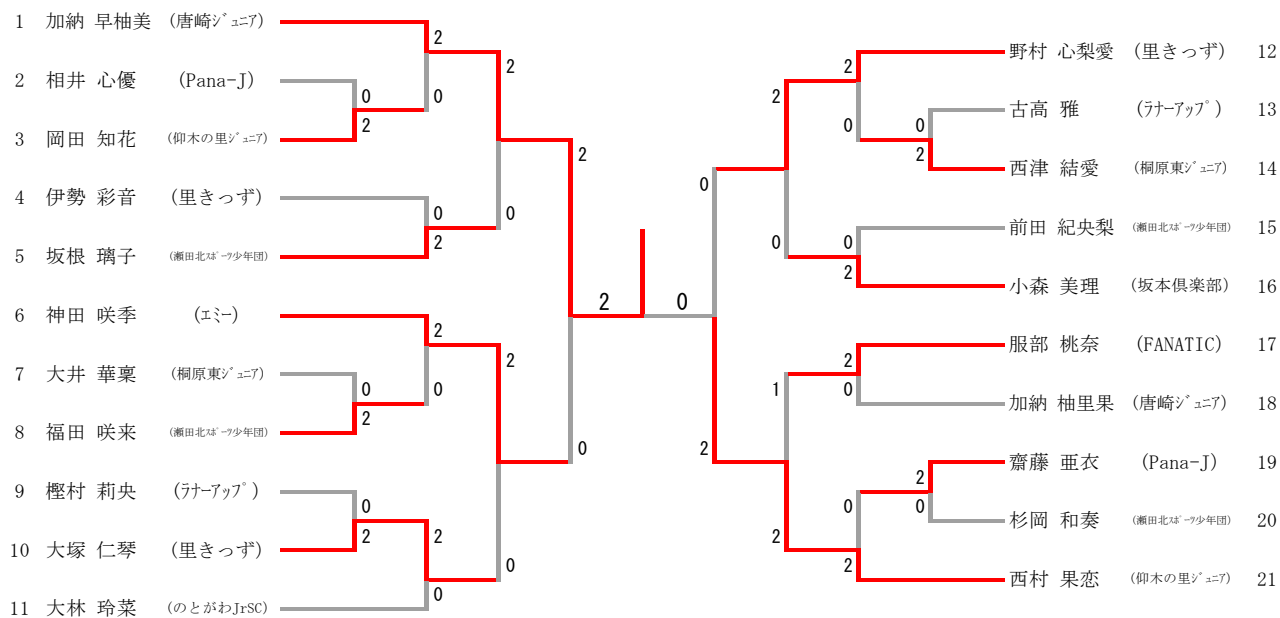 1 加納 早柚美 (唐崎ｼﾞｭﾆｱ)
2 相井 心優 (Pana-J)
3 岡田 知花 (仰木の里ｼﾞｭﾆｱ)
4 伊勢 彩音 (里きっず)
5 坂根 璃子 (瀬田北ｽﾎﾟｰﾂ少年団)
6 神田 咲季 (ｴﾐｰ)
7 大井 華稟 (桐原東ｼﾞｭﾆｱ)
8 福田 咲来 (瀬田北ｽﾎﾟｰﾂ少年団)
9 樫村 莉央 (ﾗﾅｰｱｯﾌﾟ)
10 大塚 仁琴 (里きっず)
11 大林 玲菜 (のとがわJrSC)
2
0
0
2
0
2
2
0
0
2
0
2
2
0
2
0
2
0
2
0
2
0
2
0
2
0
0
2
0
2
2
0
2
0
0
2
2
0
1
2
0
2
野村 心梨愛 (里きっず) 12
古高 雅 (ﾗﾅｰｱｯﾌﾟ) 13
西津 結愛 (桐原東ｼﾞｭﾆｱ) 14
前田 紀央梨 (瀬田北ｽﾎﾟｰﾂ少年団) 15
小森 美理 (坂本倶楽部) 16
服部 桃奈 (FANATIC) 17
加納 柚里果 (唐崎ｼﾞｭﾆｱ) 18
齋藤 亜衣 (Pana-J) 19
杉岡 和奏 (瀬田北ｽﾎﾟｰﾂ少年団) 20
西村 果恋 (仰木の里ｼﾞｭﾆｱ) 21